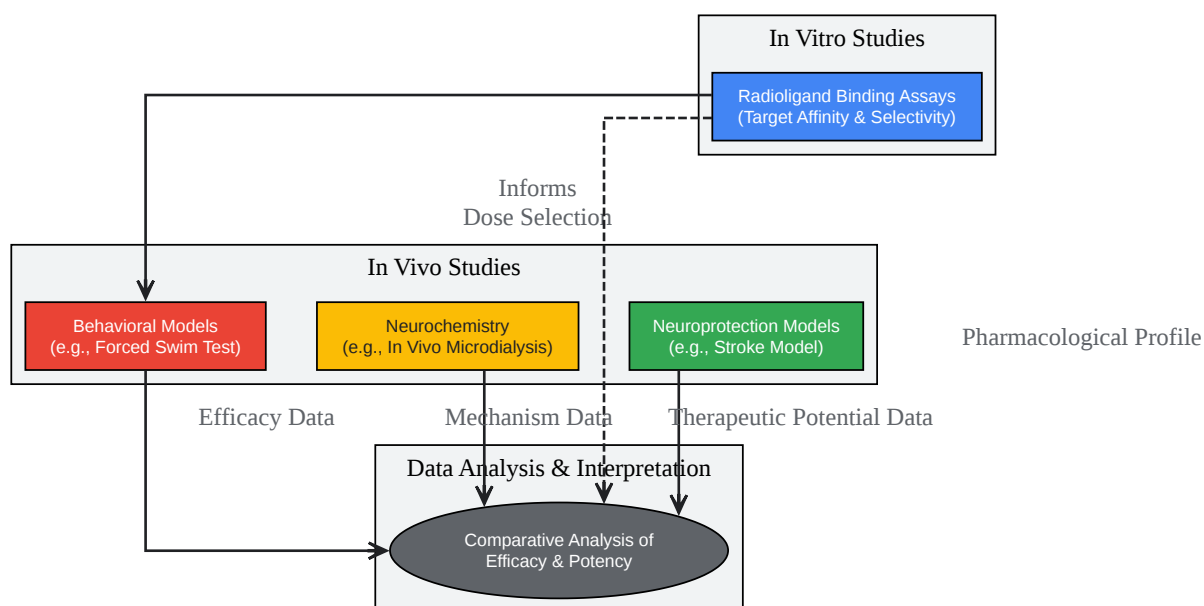 In Vitro Studies
Radioligand Binding Assays
(Target Affinity & Selectivity)
Informs
Dose Selection
In Vivo Studies
Behavioral Models
(e.g., Forced Swim Test)
Neurochemistry
(e.g., In Vivo Microdialysis)
Neuroprotection Models
(e.g., Stroke Model)
Pharmacological Profile
Efficacy Data
Mechanism Data
Therapeutic Potential Data
Data Analysis & Interpretation
Comparative Analysis of
Efficacy & Potency